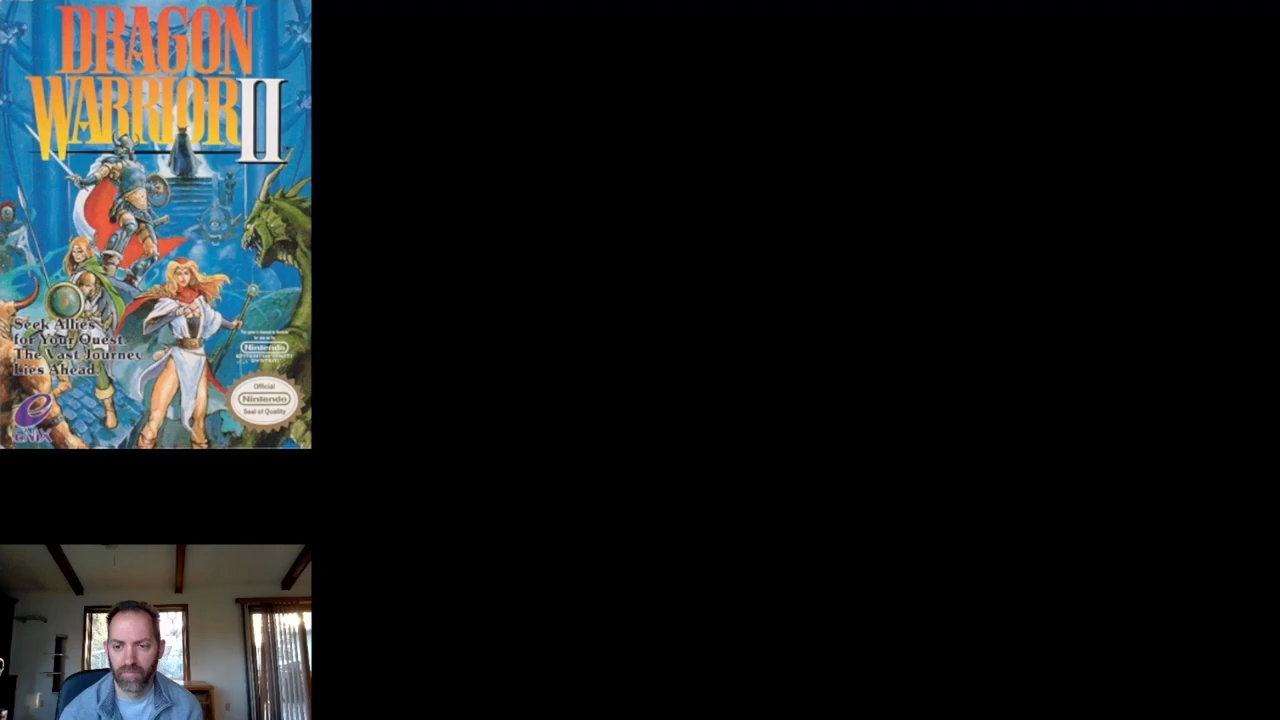 DRAGON
WARRIOR II
Seek Allies
for Your Quest.
The Vast Journey
Lies Ahead
Nintendo
Official
Nintendo
Seal of Quality
ENIX